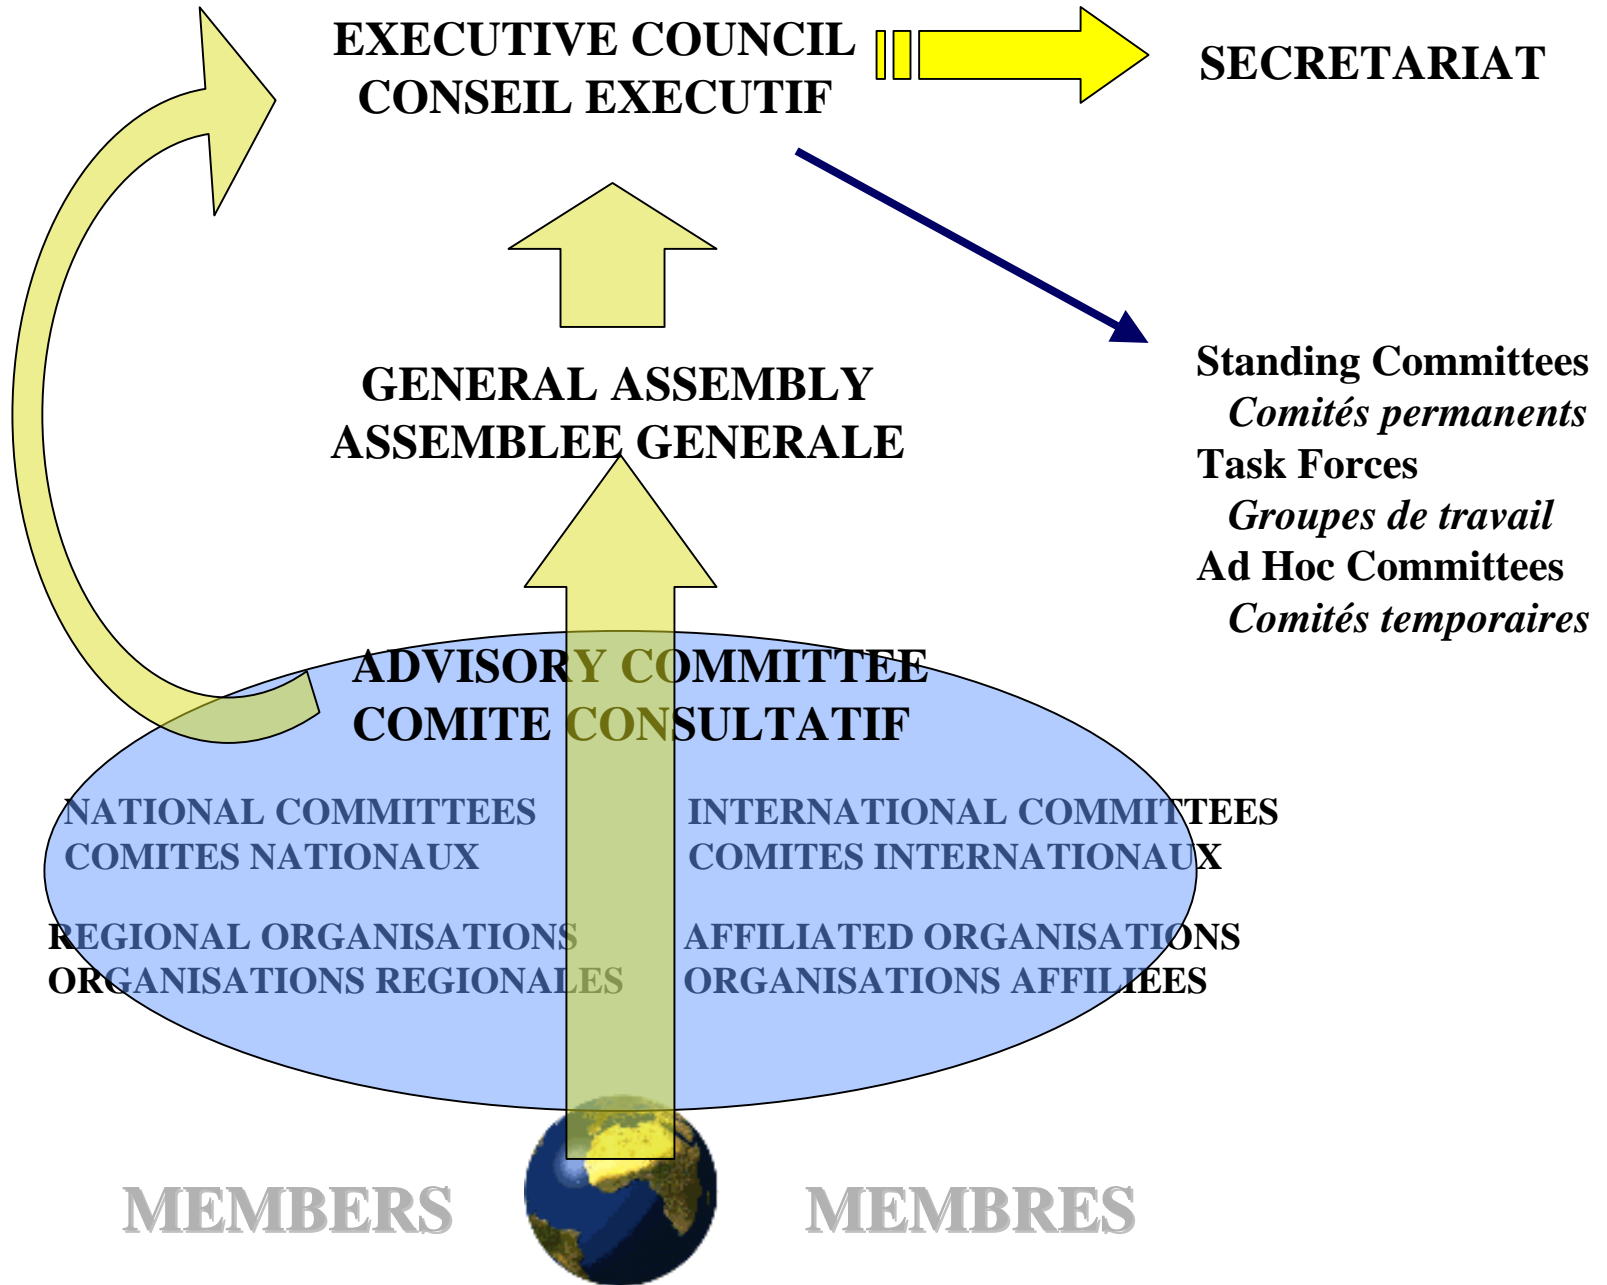 EXECUTIVE COUNCIL
CONSEIL EXECUTIF
SECRETARIAT
GENERAL ASSEMBLY
ASSEMBLEE GENERALE
Standing Committees
Comités permanents
Task Forces
Groupes de travail
Ad Hoc Committees
Comités temporaires
ADVISORY COMMITTEE
COMITE CONSULTATIF
NATIONAL COMMITTEES
COMITES NATIONAUX
INTERNATIONAL COMMITTEES
COMITES INTERNATIONAUX
REGIONAL ORGANISATIONS
ORGANISATIONS REGIONALES
AFFILIATED ORGANISATIONS
ORGANISATIONS AFFILIEES
MEMBERS
MEMBRES